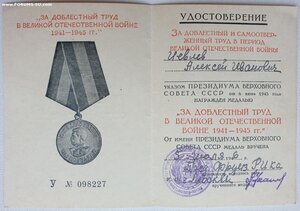 FORUMS-SU.COM
„ЗА ДОБЛЕСТНЫЙ ТРУД
В ВЕЛИКОЙ ОТЕЧЕСТВЕННОЙ ВОЙНЕ
1941—1945 гг.“
У № 098227
УДОСТОВЕРЕНИЕ
ЗА ДОБЛЕСТНЫЙ И САМООТВЕР-
ЖЕННЫЙ ТРУД В ПЕРИОД
ВЕЛИКОЙ ОТЕЧЕСТВЕННОЙ ВОЙНЫ
Алексей Иванович
УКАЗОМ ПРЕЗИДИУМА ВЕРХОВНОГО
СОВЕТА СССР от 6 июня 1945 года
НАГРАЖДЕН МЕДАЛЬЮ
„ЗА ДОБЛЕСТНЫЙ ТРУД
В ВЕЛИКОЙ ОТЕЧЕСТВЕННОЙ
ВОЙНЕ 1941—1945 гг.“
От имени ПРЕЗИДИУМА ВЕРХОВНОГО
СОВЕТА СССР МЕДАЛЬ ВРУЧЕНА